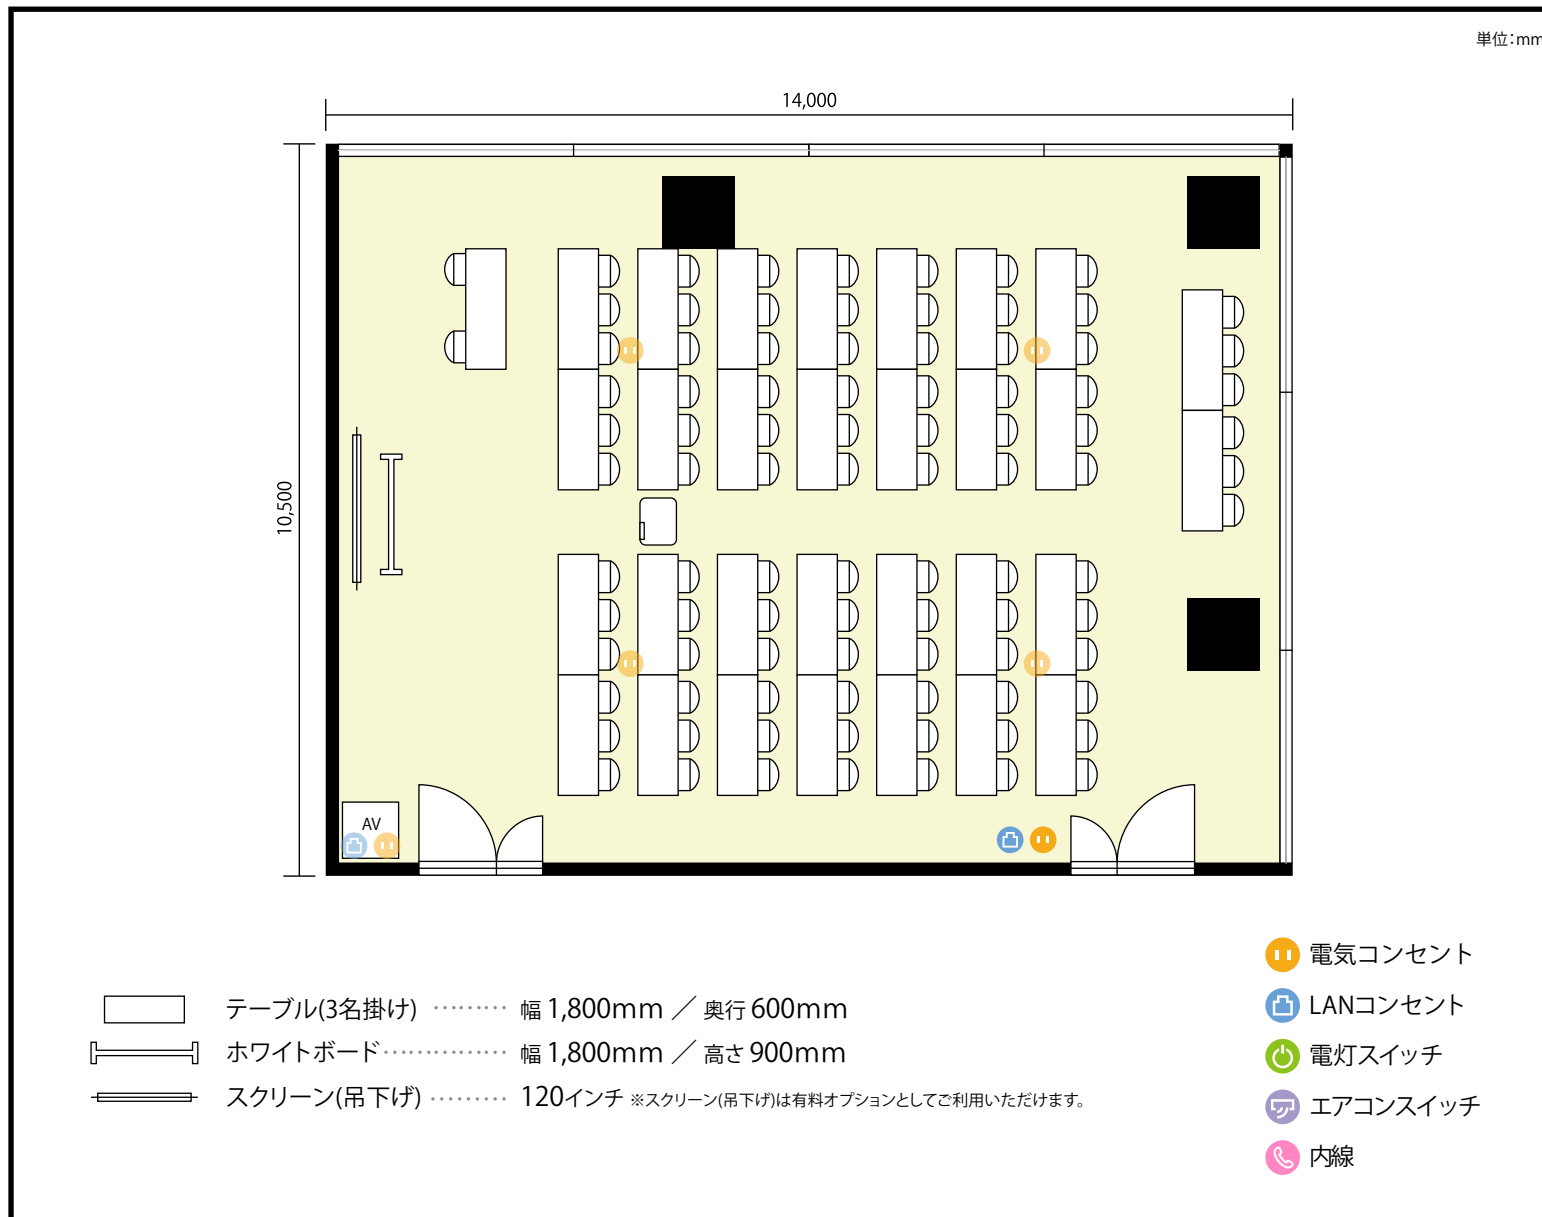 単位：mm
14,000
10,500
AV
電気コンセント
テーブル(3名掛け) ········· 幅 1,800mm ／ 奥行 600mm
LANコンセント
ホワイトボード··············· 幅 1,800mm ／ 高さ 900mm
電灯スイッチ
スクリーン(吊下げ) ········· 120インチ ※スクリーン(吊下げ)は有料オプションとしてご利用いただけます。
エアコンスイッチ
内線